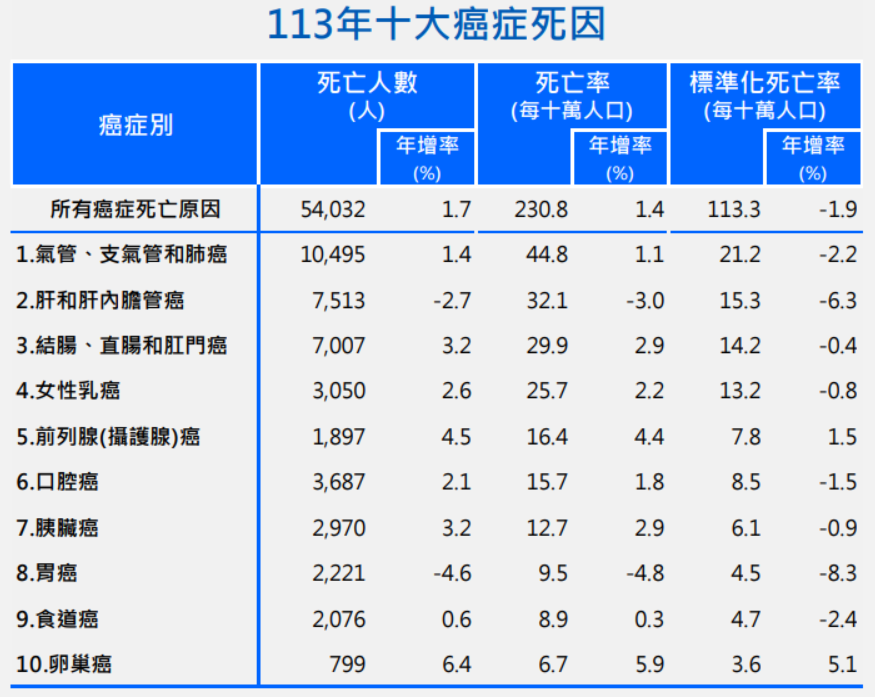 113年十大癌症死因
癌症別 死亡人數 (人) 年增率 (%) 死亡率 (每十萬人口) 年增率 (%) 標準化死亡率 (每十萬人口) 年增率 (%)
所有癌症死亡原因 54,032 1.7 230.8 1.4 113.3 -1.9
1.氣管、支氣管和肺癌 10,495 1.4 44.8 1.1 21.2 -2.2
2.肝和肝內膽管癌 7,513 -2.7 32.1 -3.0 15.3 -6.3
3.結腸、直腸和肛門癌 7,007 3.2 29.9 2.9 14.2 -0.4
4.女性乳癌 3,050 2.6 25.7 2.2 13.2 -0.8
5.前列腺(攝護腺)癌 1,897 4.5 16.4 4.4 7.8 1.5
6.口腔癌 3,687 2.1 15.7 1.8 8.5 -1.5
7.胰臟癌 2,970 3.2 12.7 2.9 6.1 -0.9
8.胃癌 2,221 -4.6 9.5 -4.8 4.5 -8.3
9.食道癌 2,076 0.6 8.9 0.3 4.7 -2.4
10.卵巢癌 799 6.4 6.7 5.9 3.6 5.1